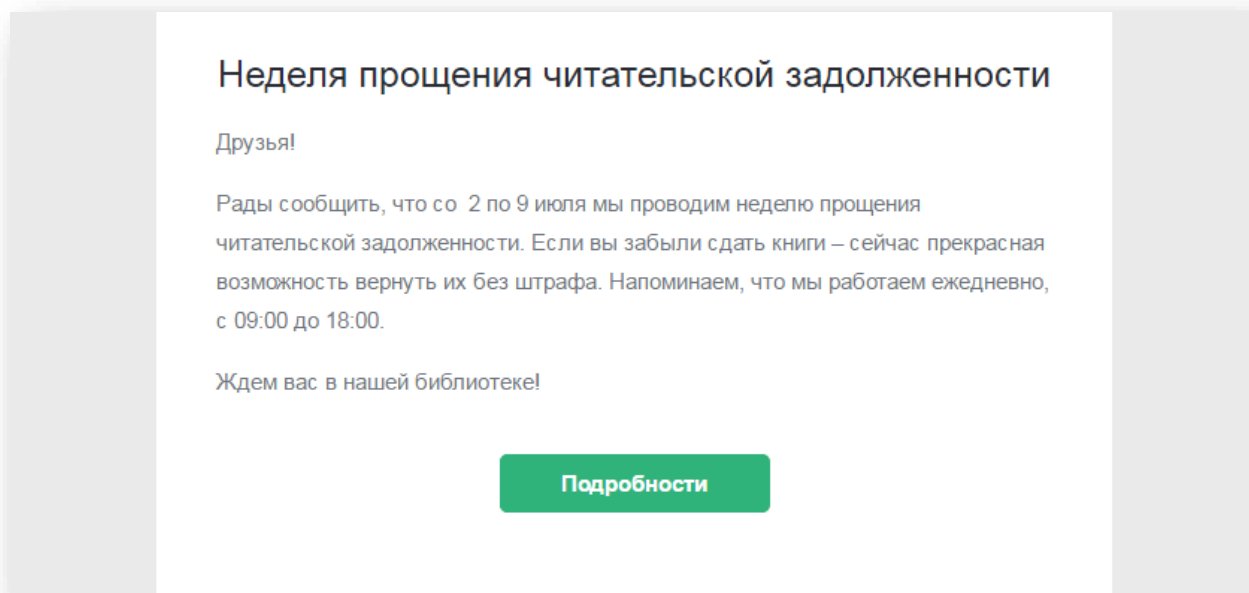 Неделя прощения читательской задолженности
Друзья!
Рады сообщить, что со  2 по 9 июля мы проводим неделю прощения
читательской задолженности. Если вы забыли сдать книги – сейчас прекрасная
возможность вернуть их без штрафа. Напоминаем, что мы работаем ежедневно,
с 09:00 до 18:00.
Ждем вас в нашей библиотеке!
Подробности